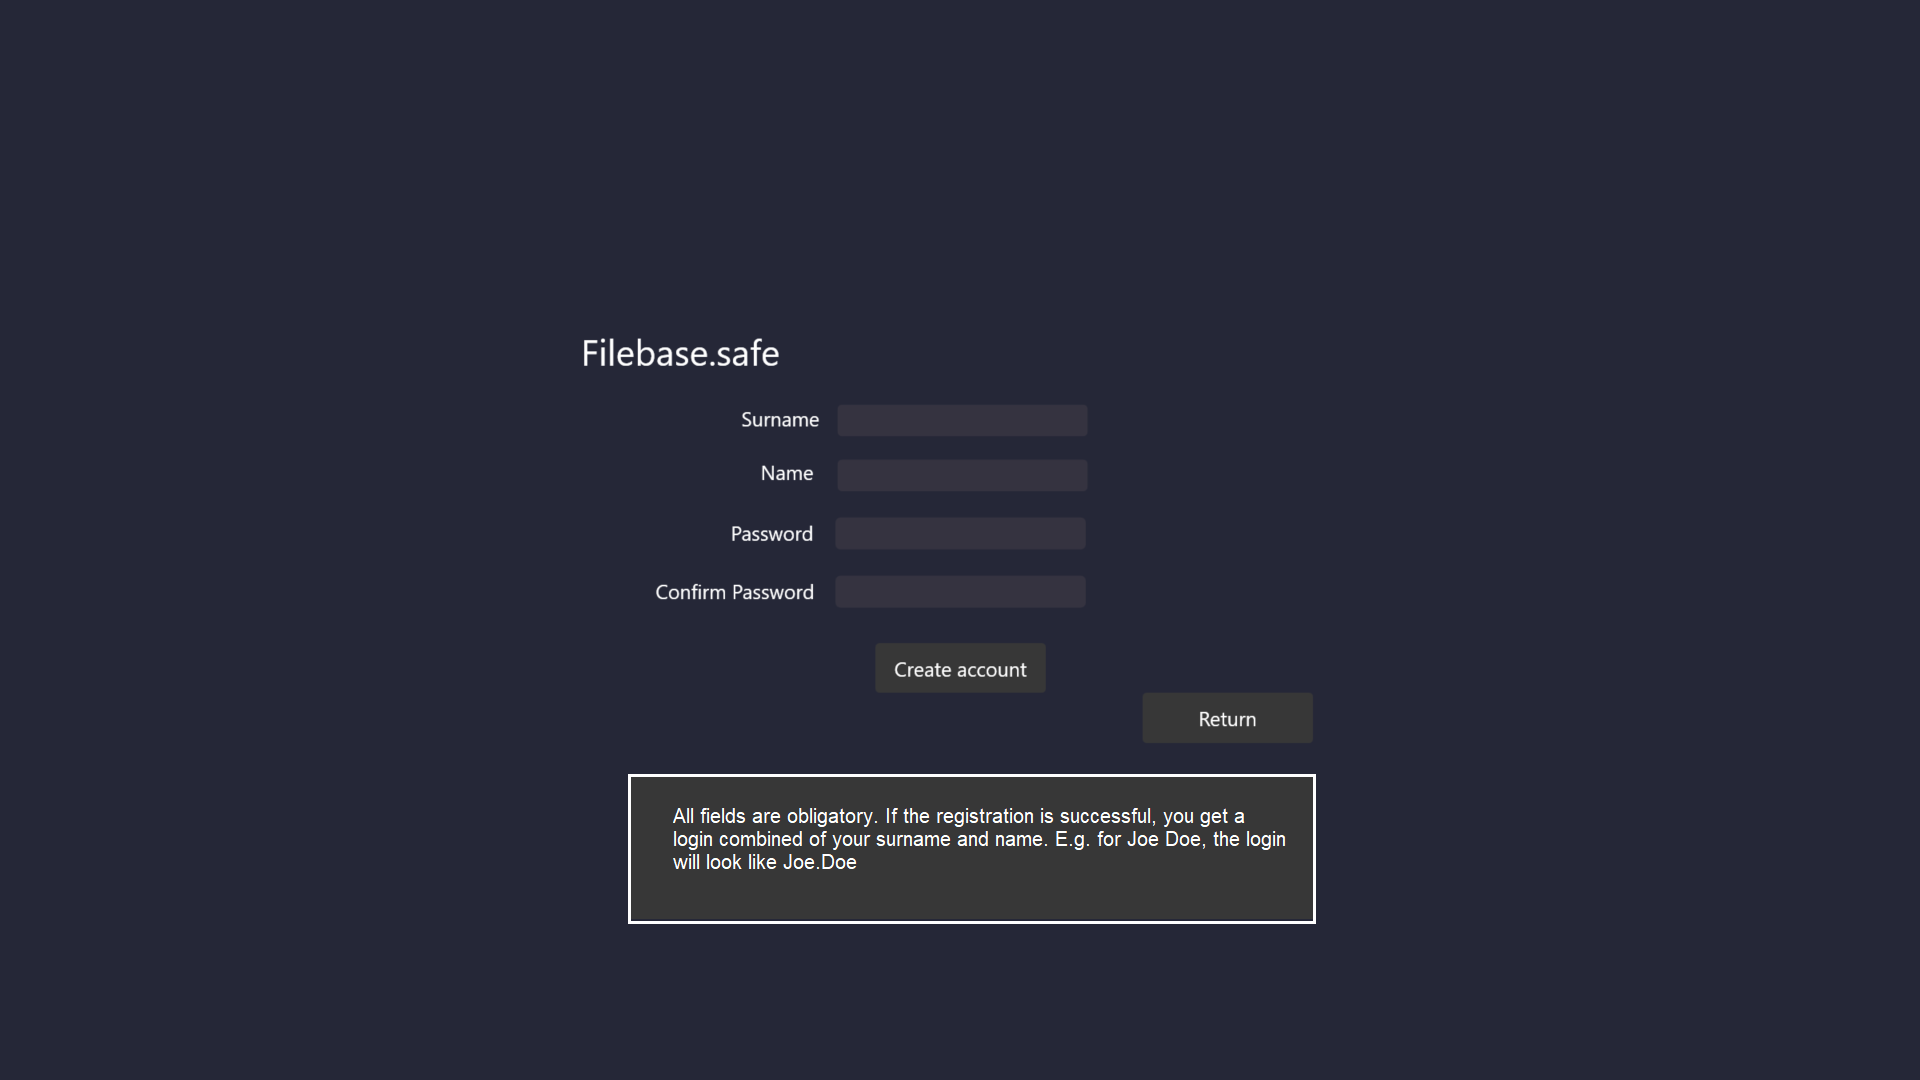 Filebase.safe
Surname
Name
Password
Confirm Password
Create account
Return
All fields are obligatory. If the registration is successful, you get a
login combined of your surname and name. E.g. for Joe Doe, the login
will look like Joe.Doe